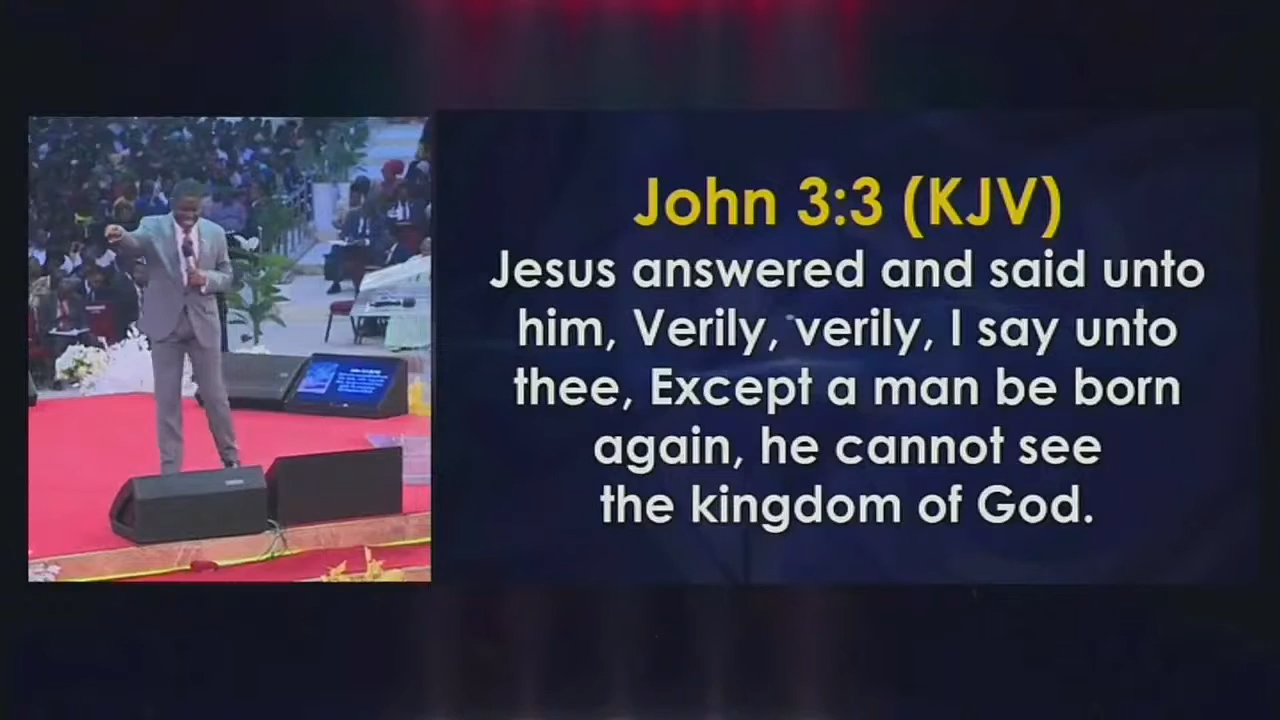 John 3:3 (KJV)
Jesus answered and said unto
him, Verily, verily, I say unto
thee, Except a man be born
again, he cannot see
the kingdom of God.